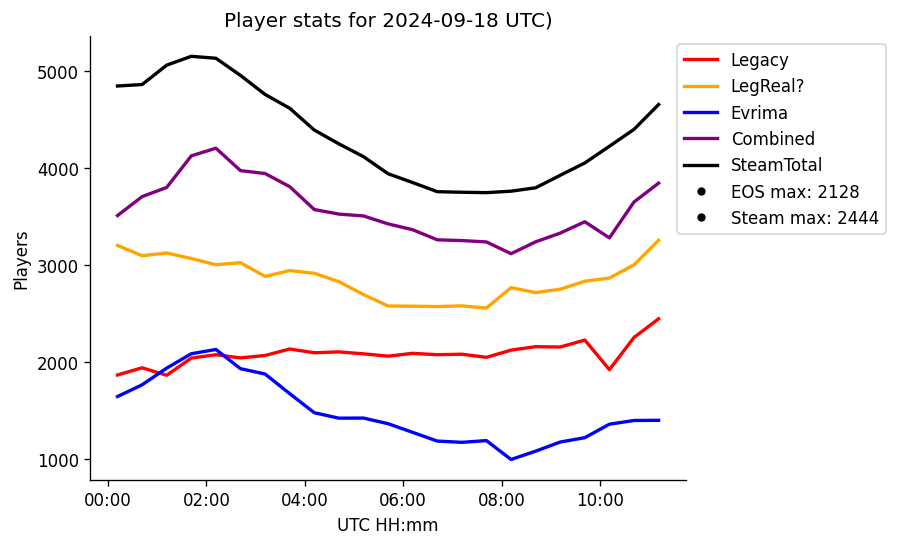 Player stats for 2024-09-18 UTC)
Legacy
LegReal?
Evrima
Combined
SteamTotal
EOS max: 2128
Steam max: 2444
Players
5000
4000
3000
2000
1000
00:00 02:00 04:00 06:00 08:00 10:00
UTC HH:mm